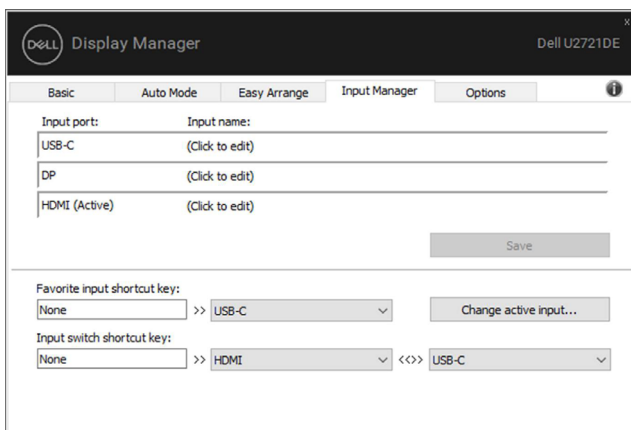 x
DELL Display Manager Dell U2721DE
Basic Auto Mode Easy Arrange Input Manager Options i
Input port: Input name:
USB-C (Click to edit)
DP (Click to edit)
HDMI (Active) (Click to edit)
Save
Favorite input shortcut key:
None >> USB-C Change active input...
Input switch shortcut key:
None >> HDMI <<>> USB-C